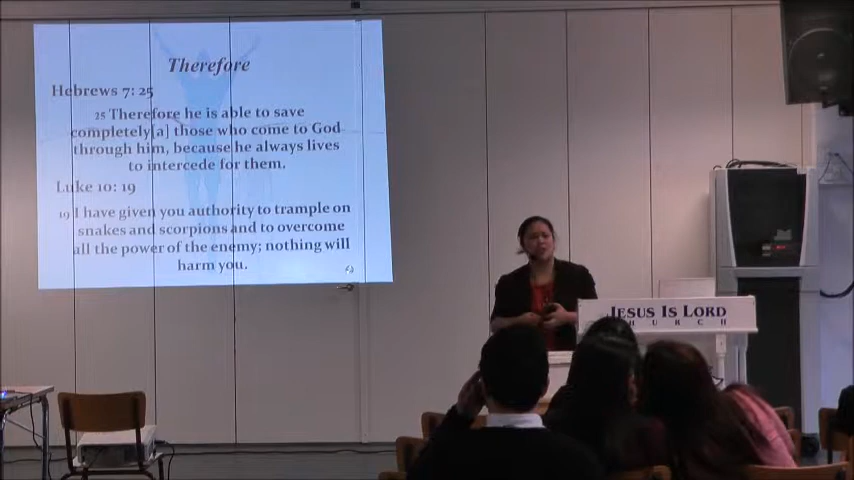 Therefore
Hebrews 7: 25
25 Therefore he is able to save
completely[a] those who come to God
through him, because he always lives
to intercede for them.
Luke 10: 19
19 I have given you authority to trample on
snakes and scorpions and to overcome
all the power of the enemy; nothing will
harm you.
JESUS IS LORD
CHURCH